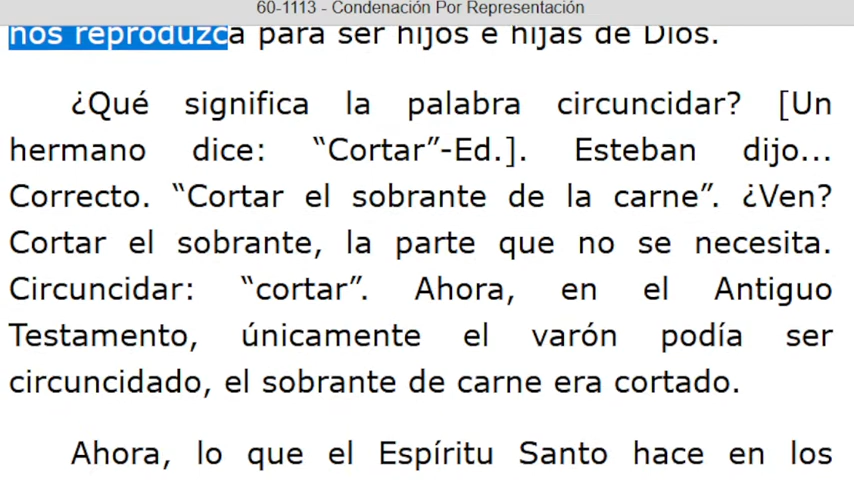 60-1113 - Condenación Por Representación
nos reproduzca para ser hijos e hijas de Dios.
¿Qué significa la palabra circuncidar? [Un
hermano dice: “Cortar”-Ed.]. Esteban dijo...
Correcto. “Cortar el sobrante de la carne”. ¿Ven?
Cortar el sobrante, la parte que no se necesita.
Circuncidar: “cortar”. Ahora, en el Antiguo
Testamento, únicamente el varón podía ser
circuncidado, el sobrante de carne era cortado.
Ahora, lo que el Espíritu Santo hace en los